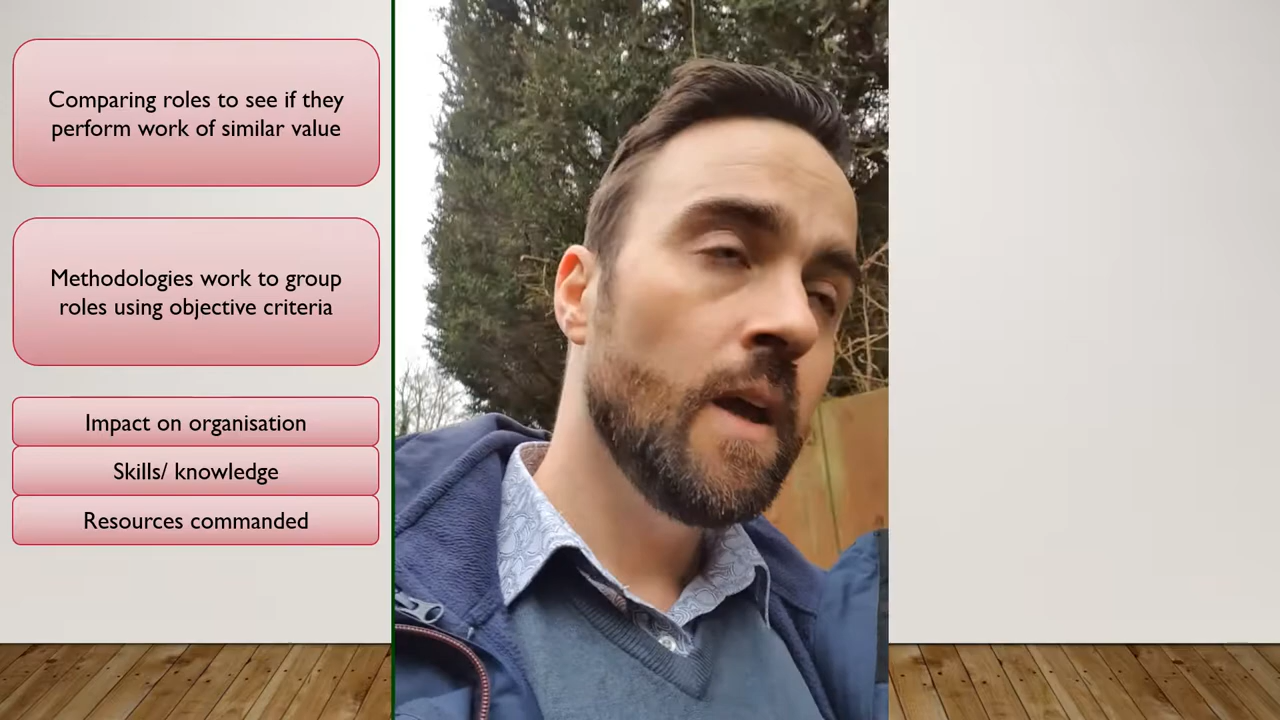 Comparing roles to see if they
perform work of similar value
Methodologies work to group
roles using objective criteria
Impact on organisation
Skills/ knowledge
Resources commanded